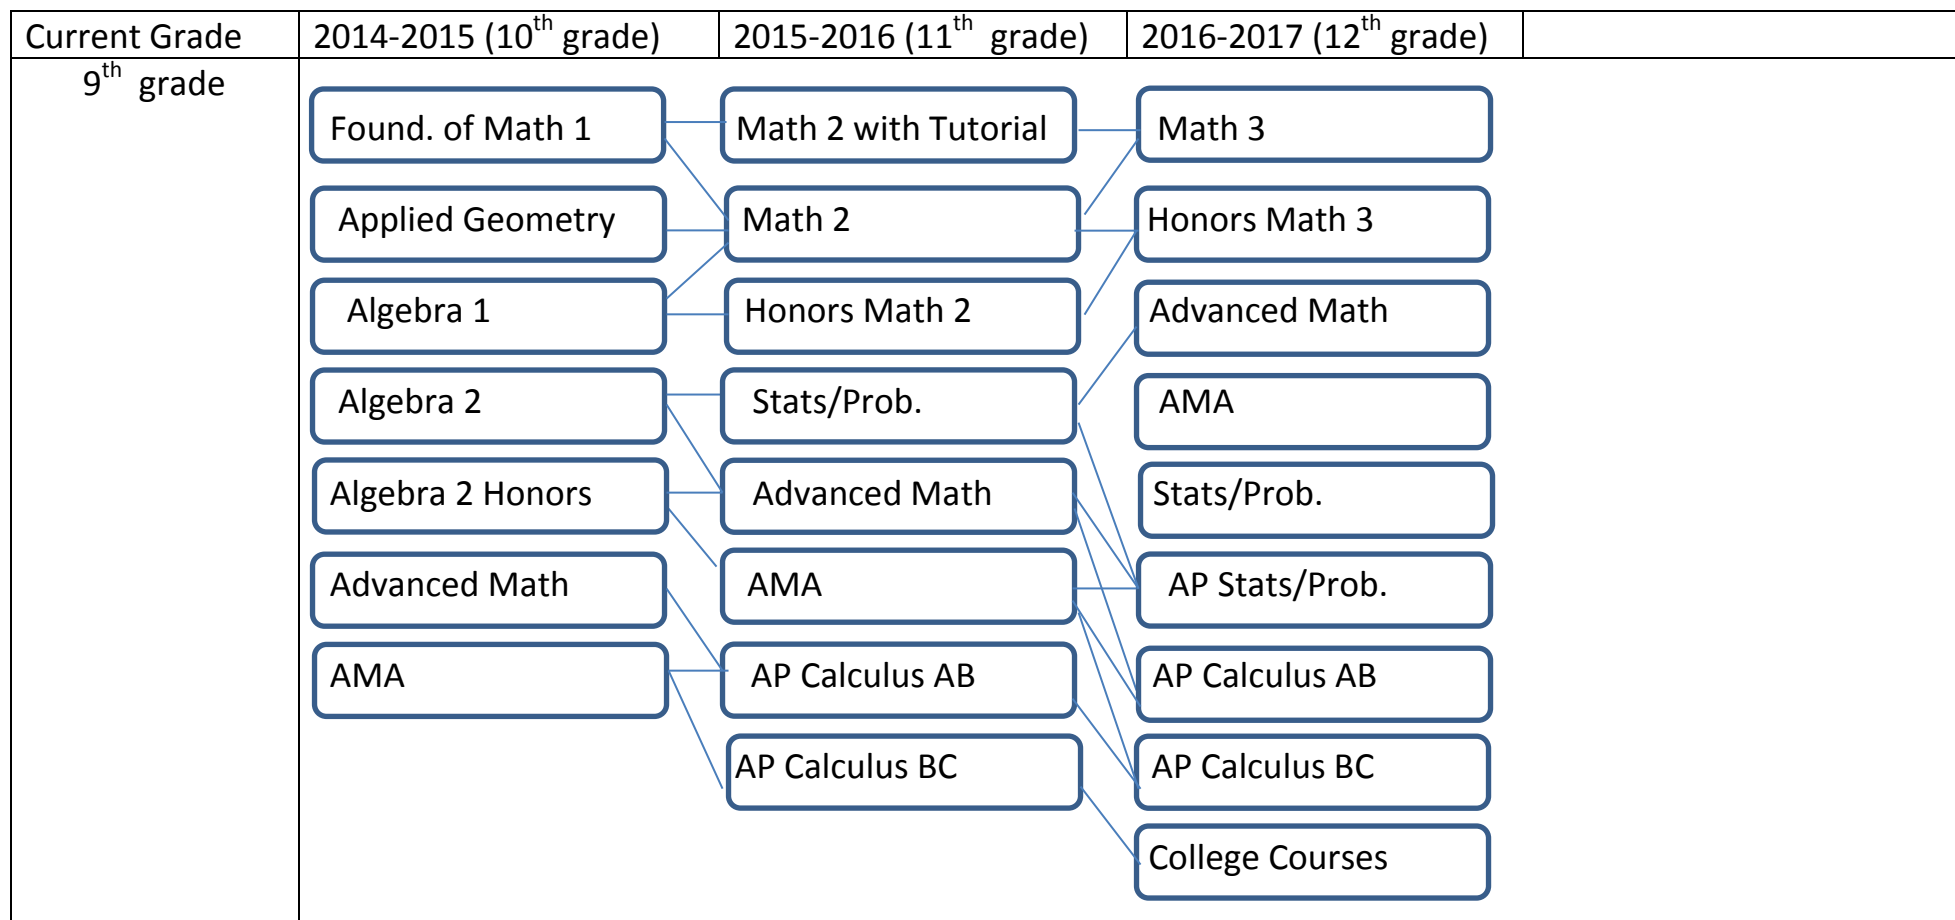 Current Grade 2014-2015 (10th grade) 2015-2016 (11th grade) 2016-2017 (12th grade)
9th grade
Found. of Math 1 Math 2 with Tutorial Math 3
Applied Geometry Math 2 Honors Math 3
Algebra 1 Honors Math 2 Advanced Math
Algebra 2 Stats/Prob. AMA
Algebra 2 Honors Advanced Math Stats/Prob.
Advanced Math AMA AP Stats/Prob.
AMA AP Calculus AB AP Calculus AB
AP Calculus BC AP Calculus BC
College Courses